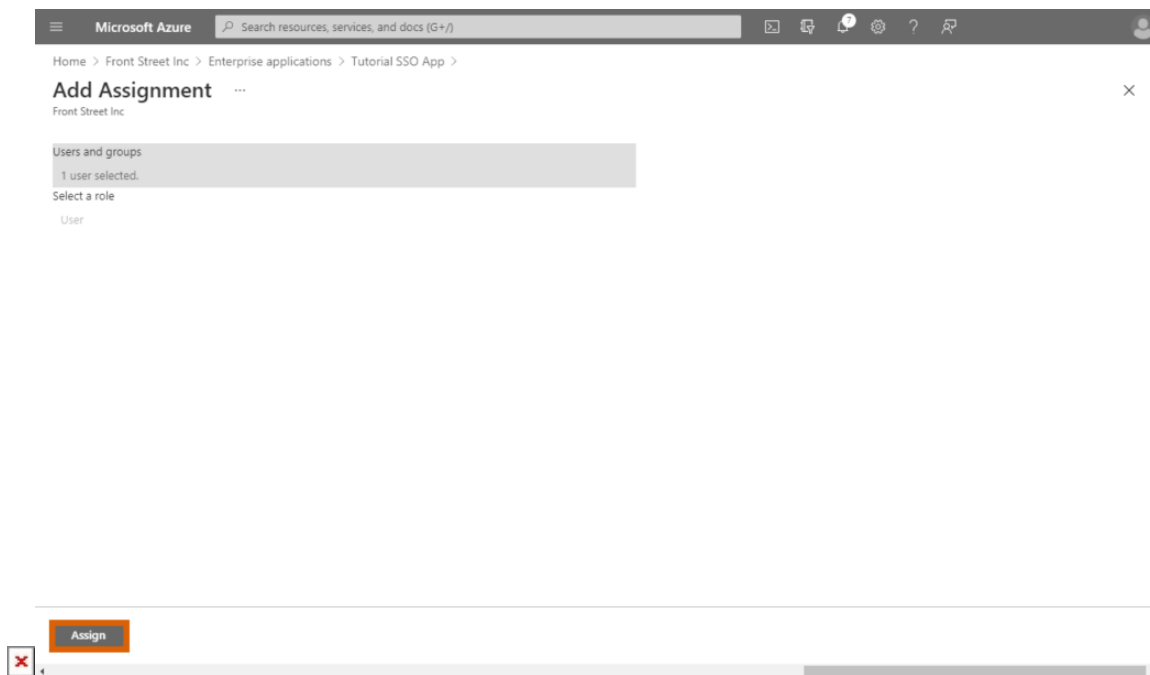 Microsoft Azure
Search resources, services, and docs (G+/)
7
Home > Front Street Inc > Enterprise applications > Tutorial SSO App >
Add Assignment ...
Front Street Inc
Users and groups
1 user selected.
Select a role
User
Assign